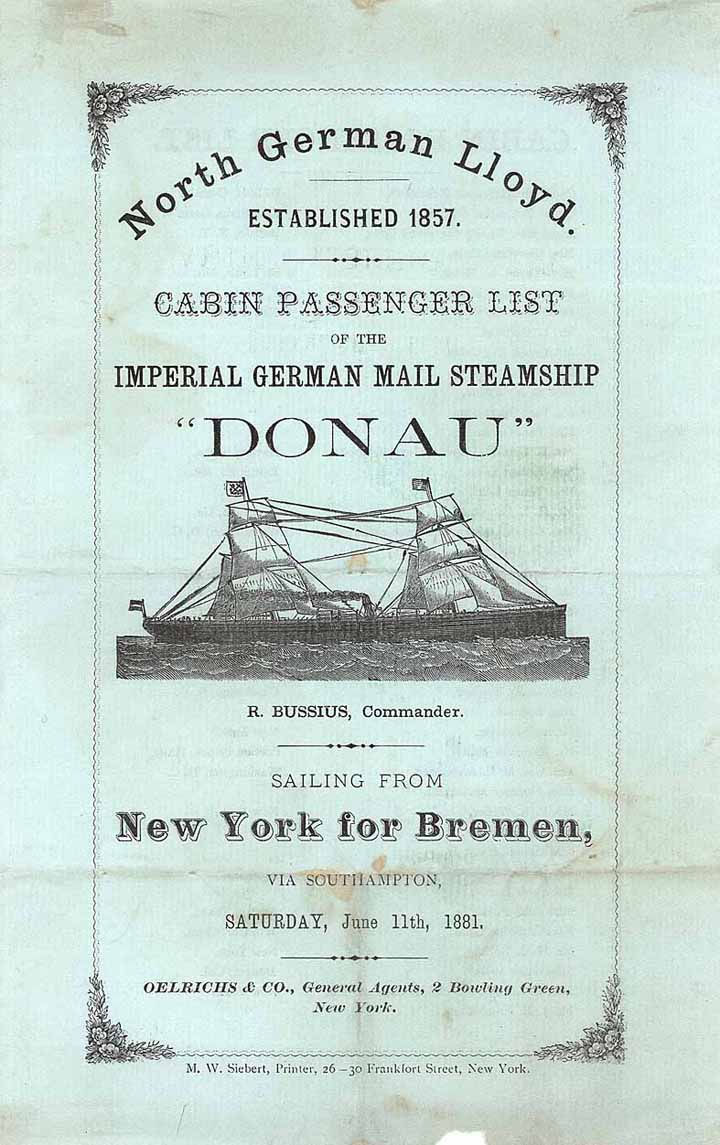 North German Lloyd.
ESTABLISHED 1857.
CABIN PASSENGER LIST
OF THE
IMPERIAL GERMAN MAIL STEAMSHIP
“DONAU”
R. BUSSIUS, Commander.
SAILING FROM
New York for Bremen,
VIA SOUTHAMPTON,
SATURDAY, June 11th, 1881.
OELRICHS & CO., General Agents, 2 Bowling Green,
New York.
M. W. Siebert, Printer, 26–30 Frankfort Street, New York.